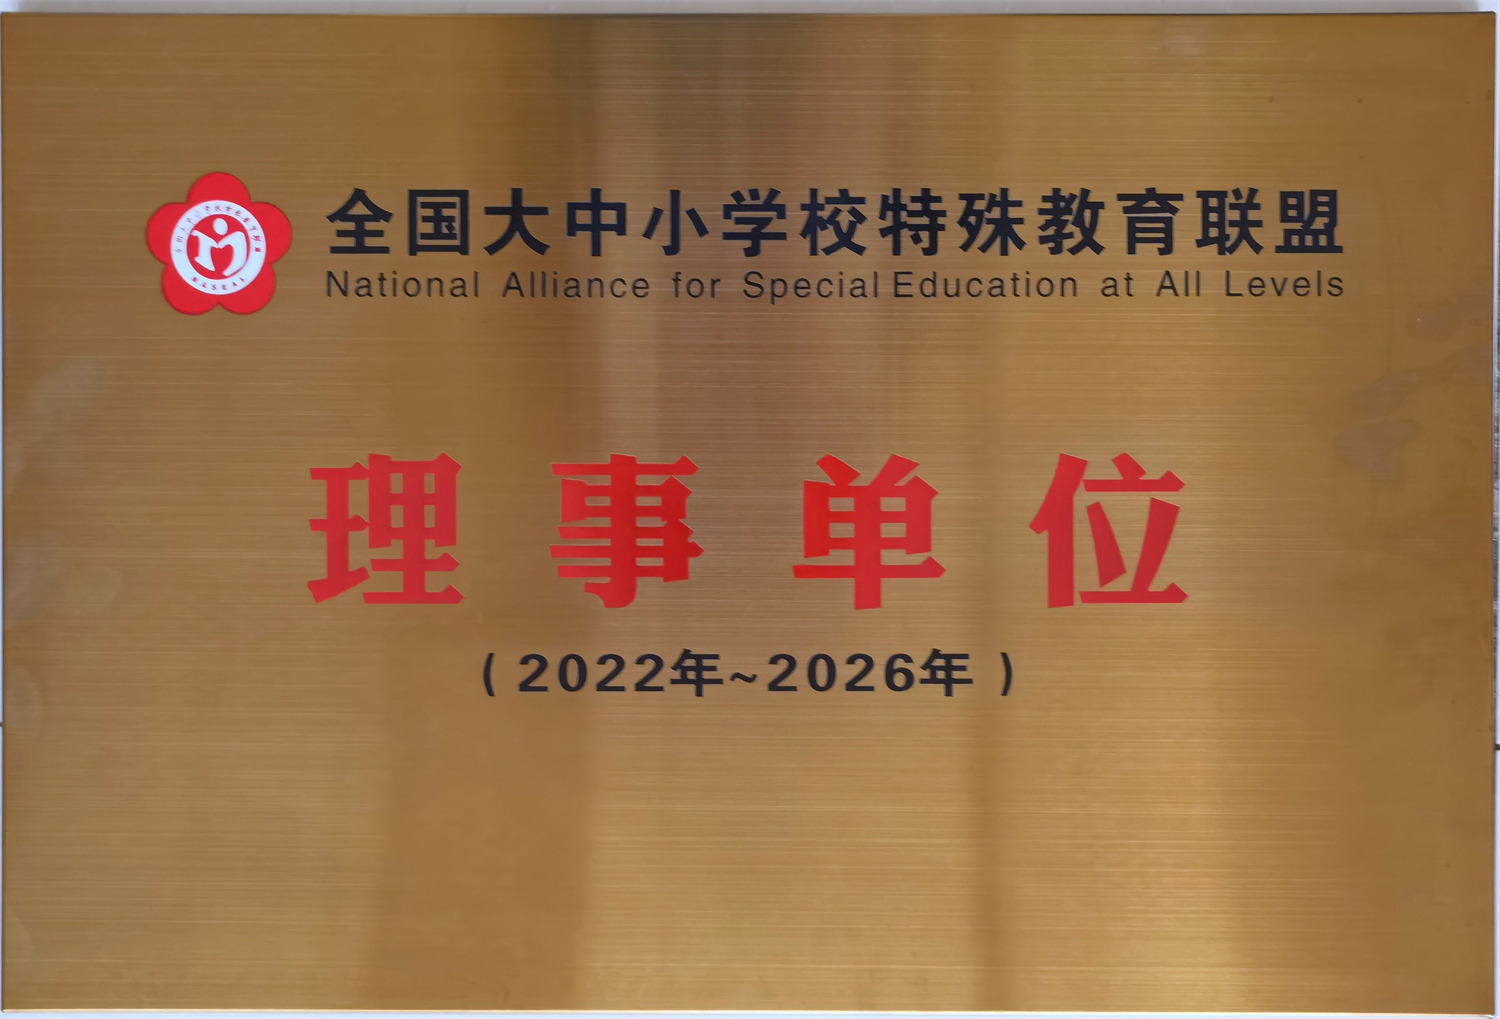 全国大中小学校特殊教育联盟
National Alliance for Special Education at All Levels
理事单位
（2022年~2026年）